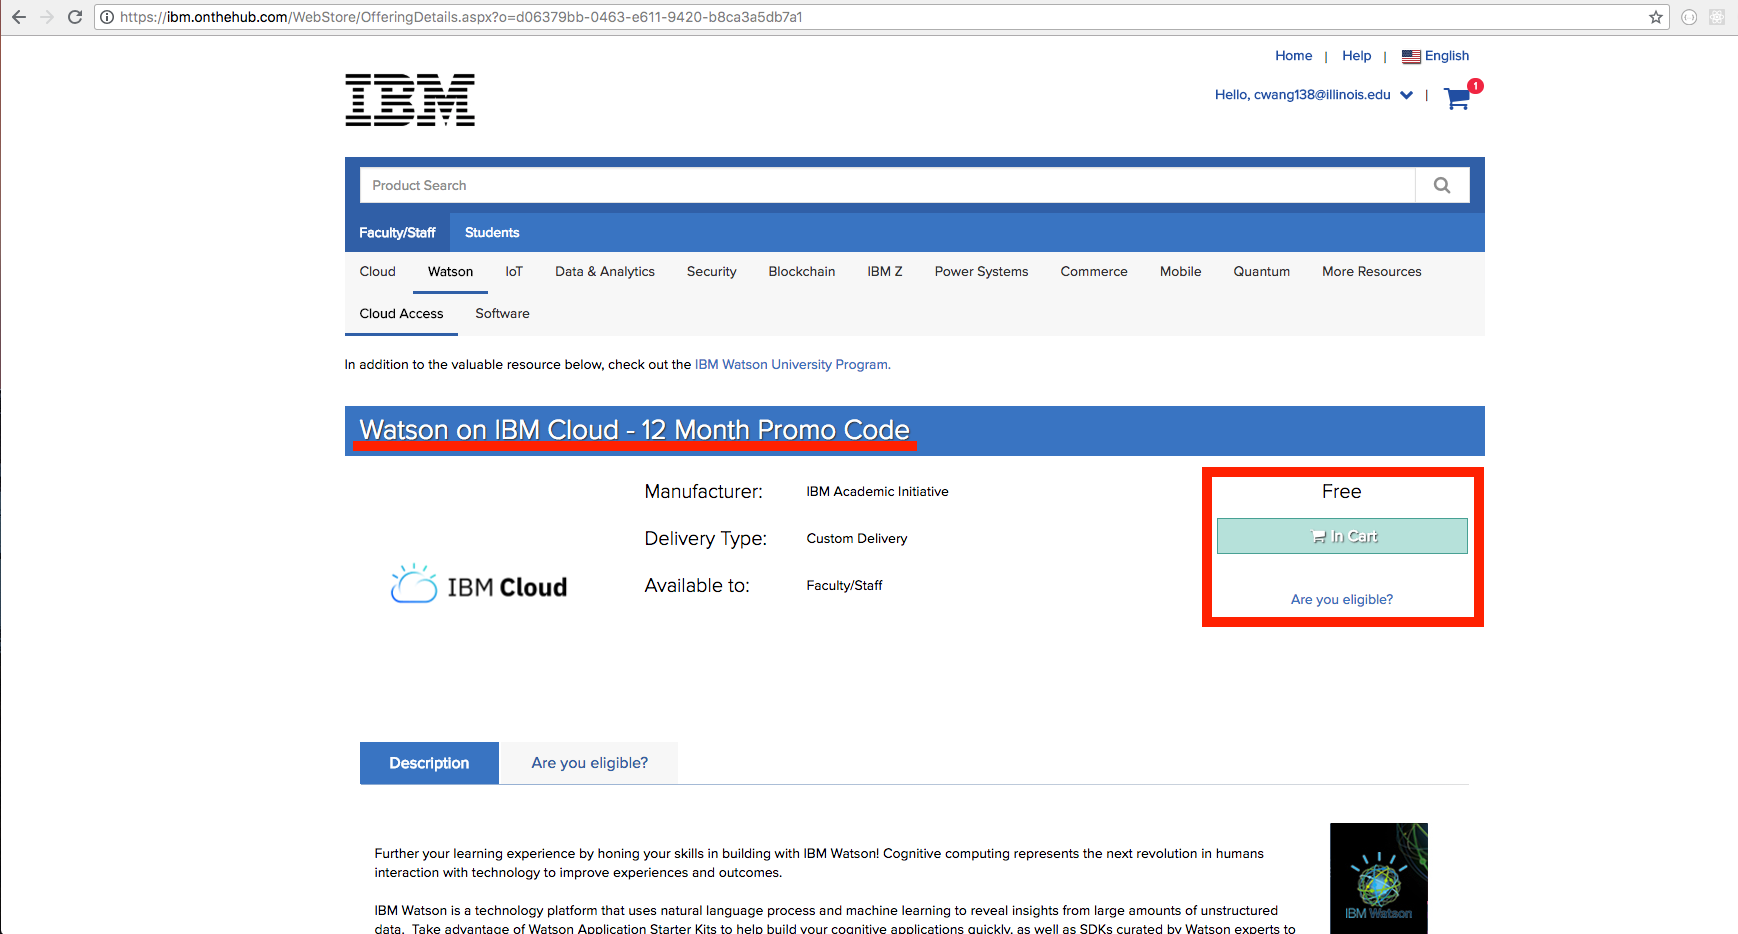 https://ibm.onthehub.com/WebStore/OfferingDetails.aspx?o=d06379bb-0463-e611-9420-b8ca3a5db7a1
Home | Help | English
IBM
Hello, cwang138@illinois.edu | 1
Product Search
Faculty/Staff Students
Cloud Watson IoT Data & Analytics Security Blockchain IBM Z Power Systems Commerce Mobile Quantum More Resources
Cloud Access Software
In addition to the valuable resource below, check out the IBM Watson University Program.
Watson on IBM Cloud - 12 Month Promo Code
Manufacturer: IBM Academic Initiative
Free
Delivery Type: Custom Delivery
In Cart
IBM Cloud
Available to: Faculty/Staff
Are you eligible?
Description Are you eligible?
Further your learning experience by honing your skills in building with IBM Watson! Cognitive computing represents the next revolution in humans
interaction with technology to improve experiences and outcomes.
IBM Watson is a technology platform that uses natural language process and machine learning to reveal insights from large amounts of unstructured
data. Take advantage of Watson Application Starter Kits to help build your cognitive applications quickly, as well as SDKs curated by Watson experts to
IBM Watson